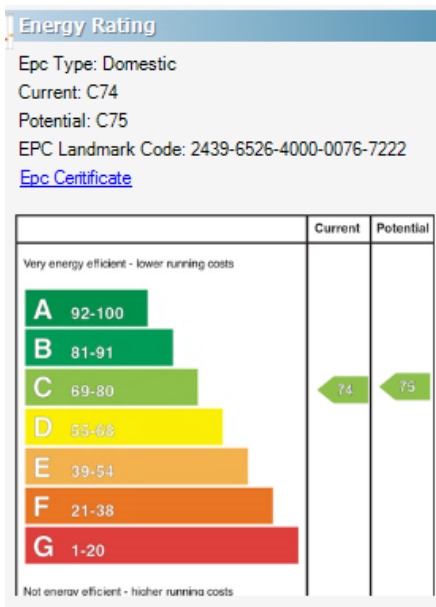 Energy Rating
Epc Type: Domestic
Current: C74
Potential: C75
EPC Landmark Code: 2439-6526-4000-0076-7222
Epc Ceritificate
Current Potential
Very energy efficient - lower running costs
A 92-100
B 81-91
C 69-80
74 75
D 55-68
E 39-54
F 21-38
G 1-20
Not energy efficient - higher running costs